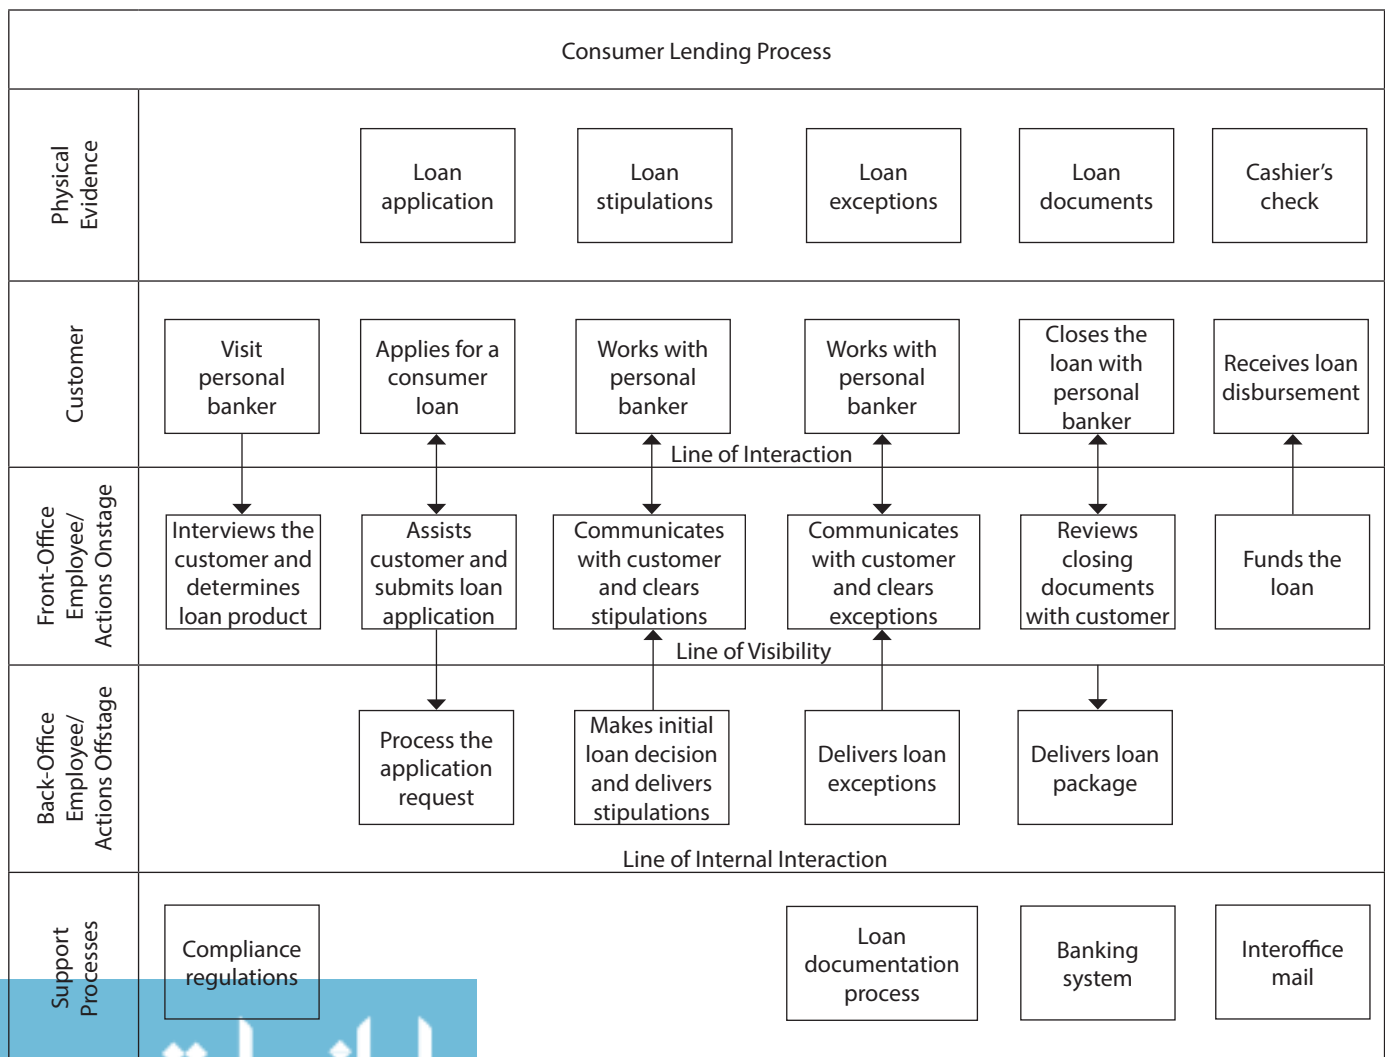 Consumer Lending Process
Physical
Evidence
Loan
application
Loan
stipulations
Loan
exceptions
Loan
documents
Cashier's
check
Customer
Visit
personal
banker
Applies for a
consumer
loan
Works with
personal
banker
Works with
personal
banker
Closes the
loan with
personal
banker
Receives loan
disbursement
Line of Interaction
Front-Office
Employee/
Actions Onstage
Interviews the
customer and
determines
loan product
Assists
customer and
submits loan
application
Communicates
with customer
and clears
stipulations
Communicates
with customer
and clears
exceptions
Reviews
closing
documents
with customer
Funds the
loan
Line of Visibility
Back-Office
Employee/
Actions Offstage
Process the
application
request
Makes initial
loan decision
and delivers
stipulations
Delivers loan
exceptions
Delivers loan
package
Line of Internal Interaction
Support
Processes
Compliance
regulations
Loan
documentation
process
Banking
system
Interoffice
mail